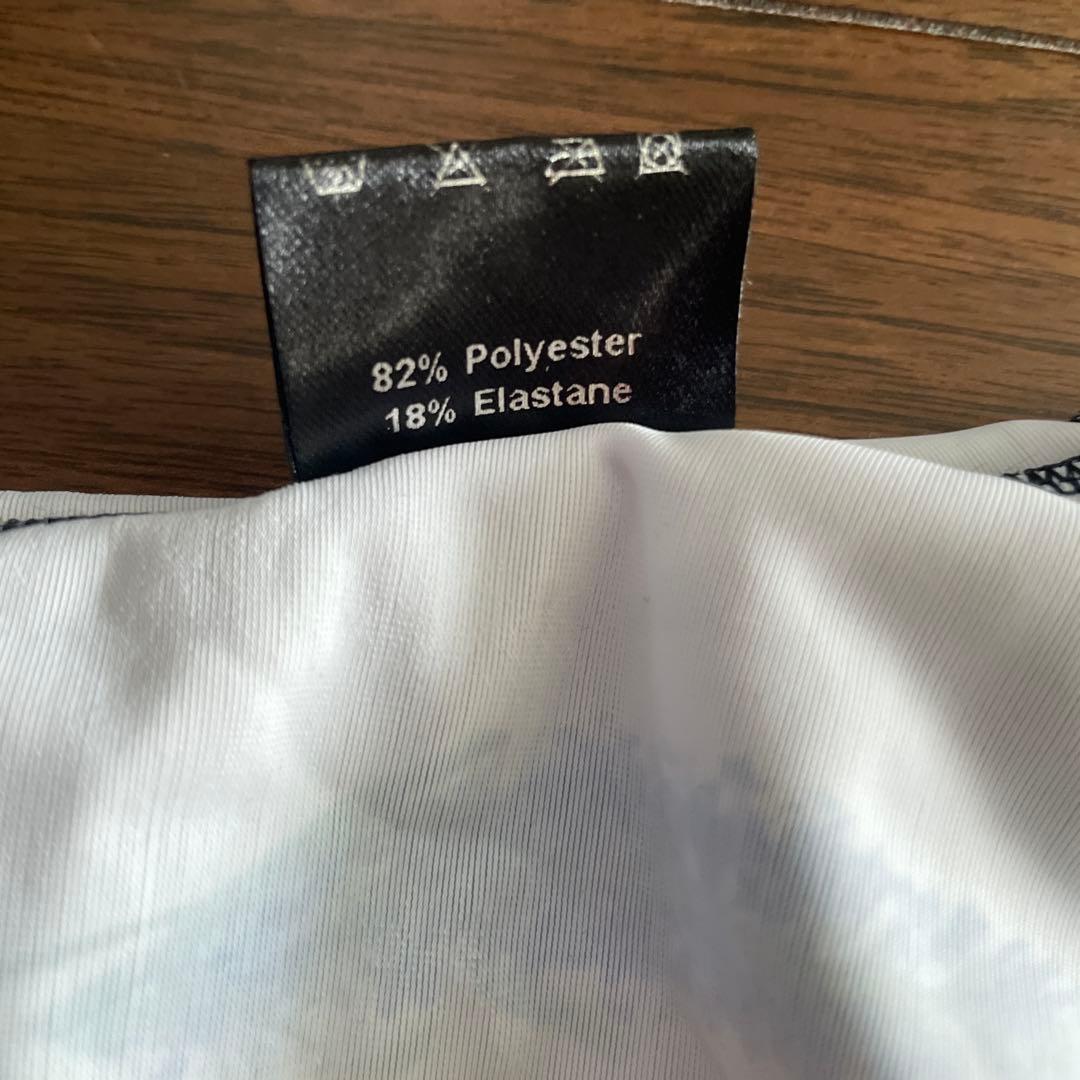 82% Polyester
18% Elastane